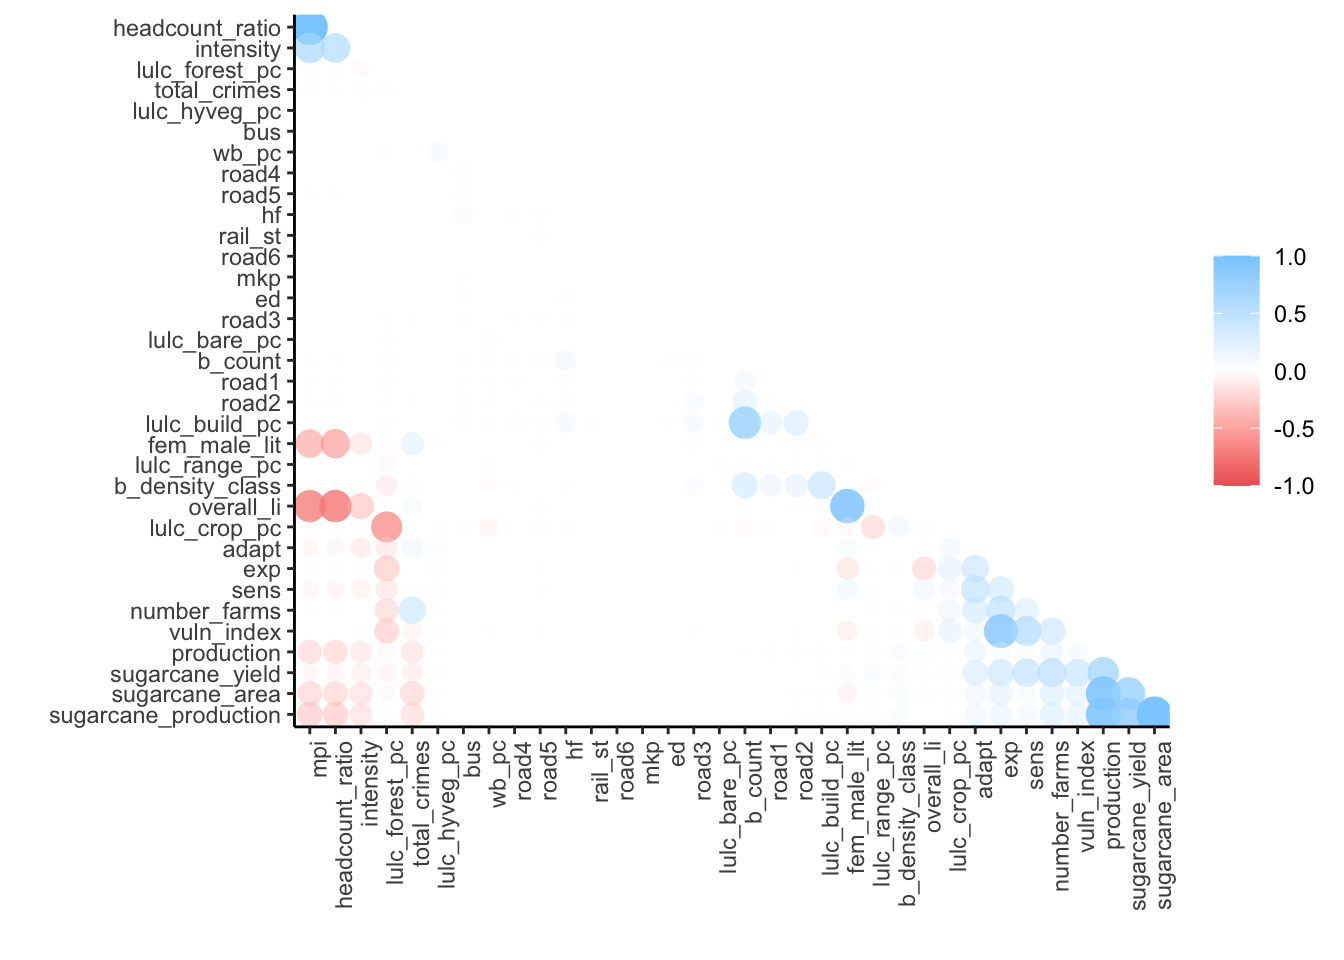 headcount_ratio
intensity
lulc_forest_pc
total_crimes
lulc_hyveg_pc
bus
wb_pc
road4
road5
hf
rail_st
road6
mkp
ed
road3
lulc_bare_pc
b_count
road1
road2
lulc_build_pc
fem_male_lit
lulc_range_pc
b_density_class
overall_li
lulc_crop_pc
adapt
exp
sens
number_farms
vuln_index
production
sugarcane_yield
sugarcane_area
sugarcane_production
mpi
headcount_ratio
intensity
lulc_forest_pc
total_crimes
lulc_hyveg_pc
bus
wb_pc
road4
road5
hf
rail_st
road6
mkp
ed
road3
lulc_bare_pc
b_count
road1
road2
lulc_build_pc
fem_male_lit
lulc_range_pc
b_density_class
overall_li
lulc_crop_pc
adapt
exp
sens
number_farms
vuln_index
production
sugarcane_yield
sugarcane_area
1.0
0.5
0.0
-0.5
-1.0